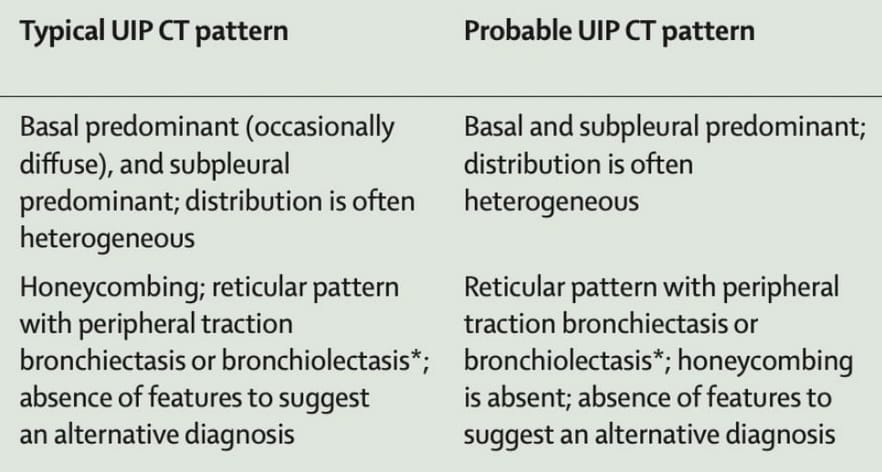 Typical UIP CT pattern
Probable UIP CT pattern
Basal predominant (occasionally
diffuse), and subpleural
predominant; distribution is often
heterogeneous
Basal and subpleural predominant;
distribution is often
heterogeneous
Honeycombing; reticular pattern
with peripheral traction
bronchiectasis or bronchiolectasis*;
absence of features to suggest
an alternative diagnosis
Reticular pattern with peripheral
traction bronchiectasis or
bronchiolectasis*; honeycombing
is absent; absence of features to
suggest an alternative diagnosis